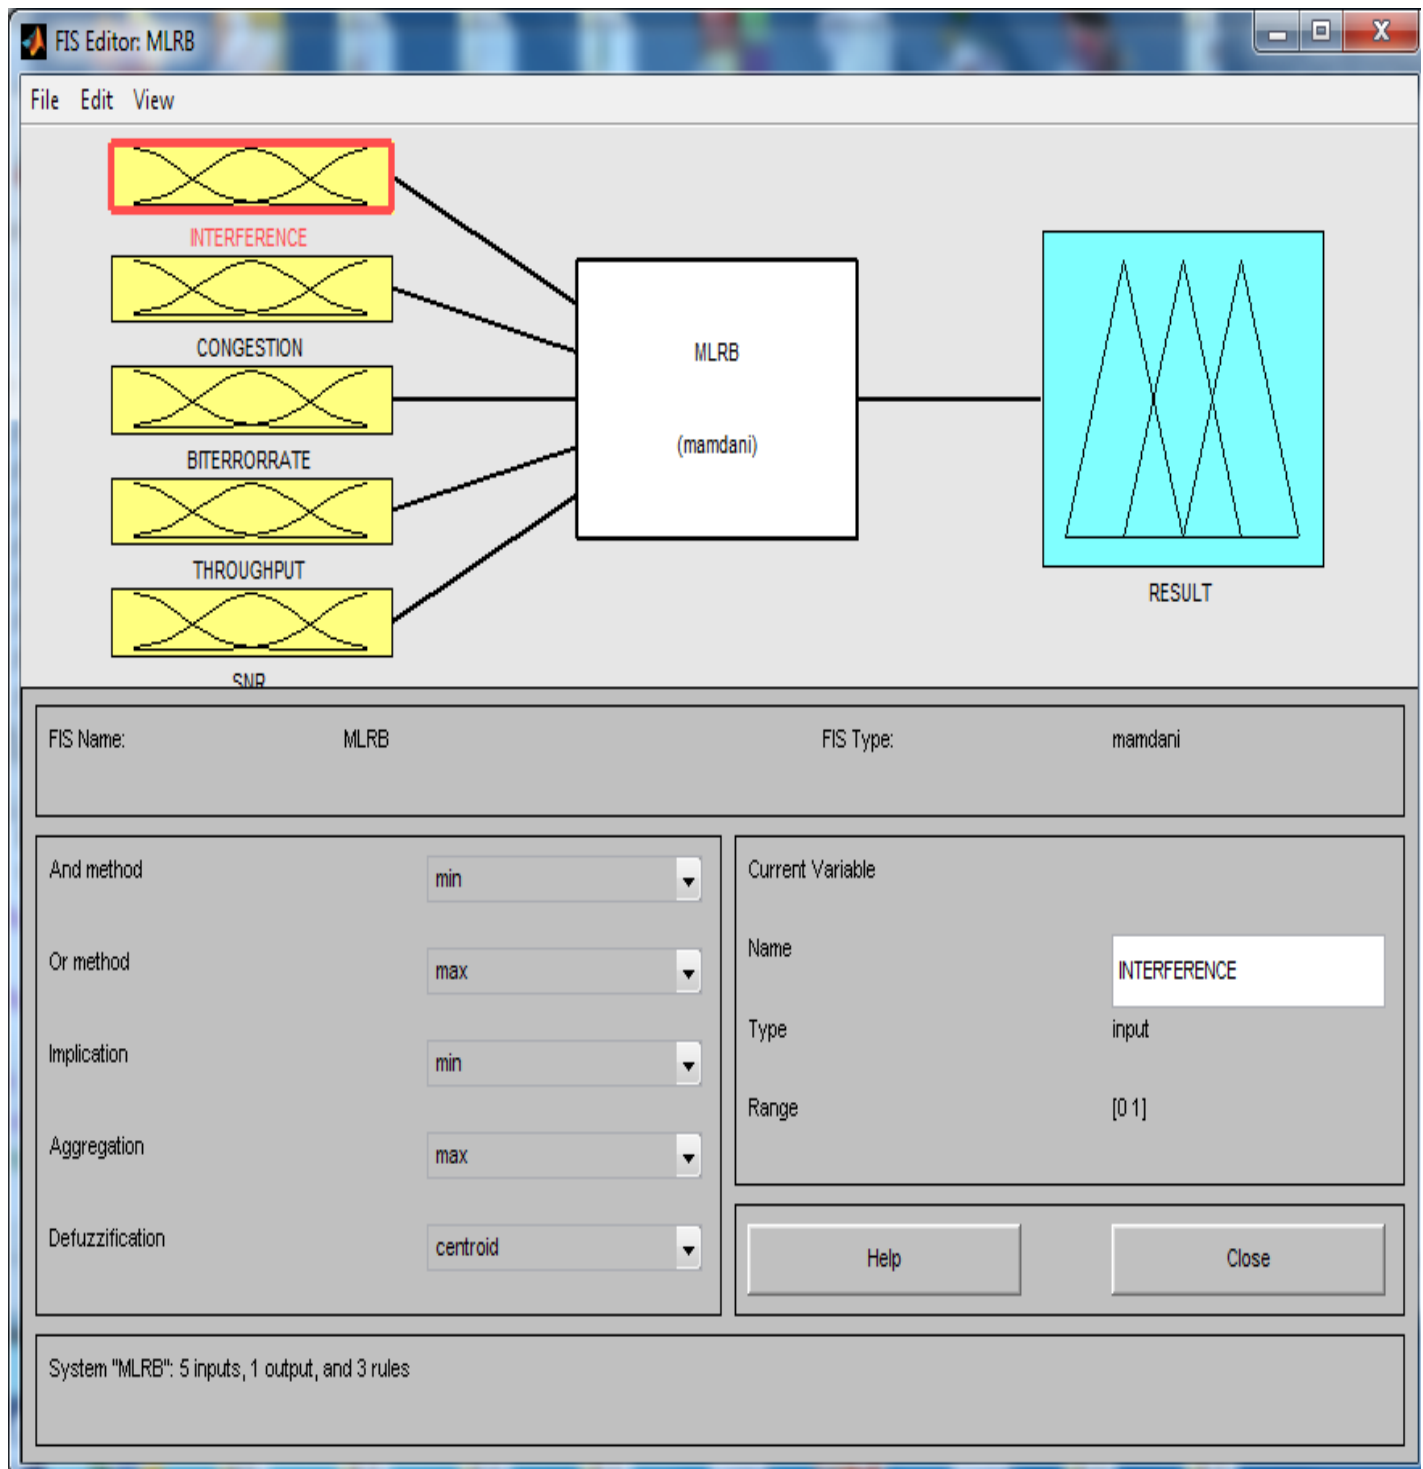 FIS Editor: MLRB
File Edit View
INTERFERENCE
CONGESTION
BITERRORRATE
THROUGHPUT
SNR
MLRB
(mamdani)
RESULT
FIS Name: MLRB FIS Type: mamdani
And method min
Or method max
Implication min
Aggregation max
Defuzzification centroid
Current Variable
Name INTERFERENCE
Type input
Range [0 1]
Help Close
System "MLRB": 5 inputs, 1 output, and 3 rules